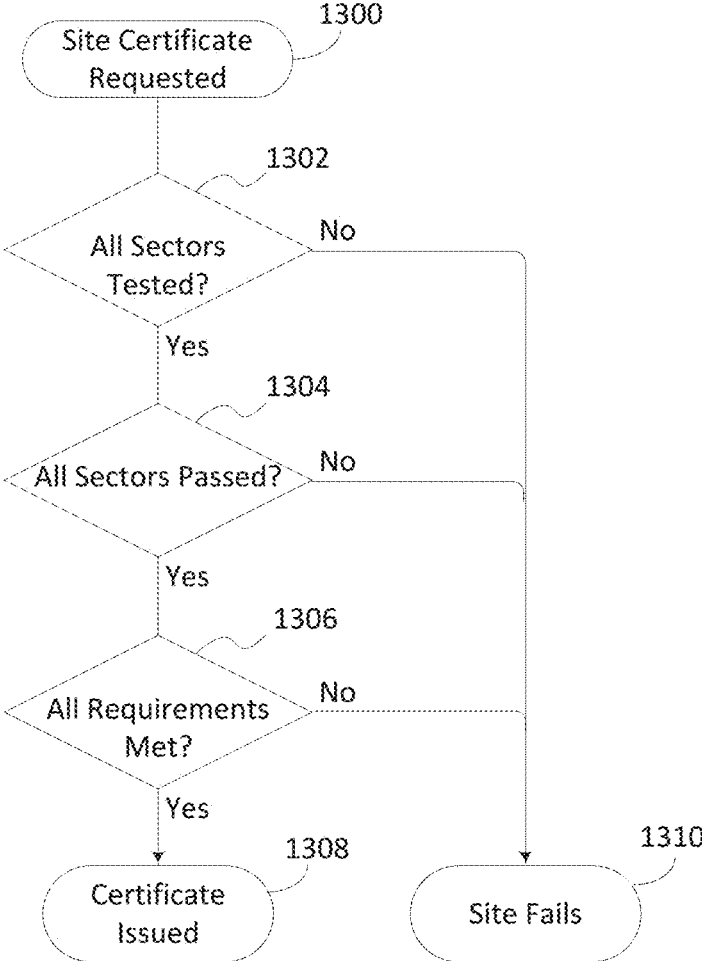 1300
Site Certificate
Requested
1302
No
All Sectors
Tested?
Yes
1304
No
All Sectors Passed?
Yes
1306
No
All Requirements
Met?
Yes
1308
1310
Certificate
Issued
Site Fails